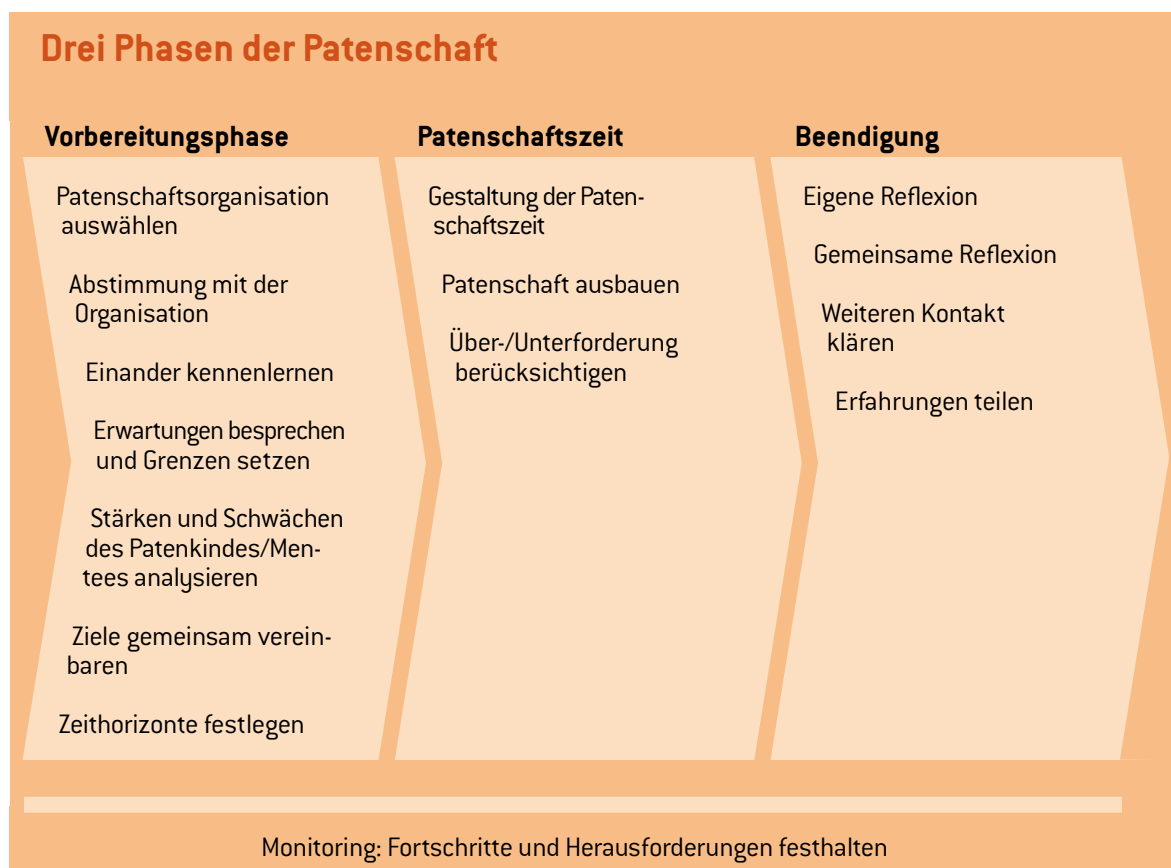 Drei Phasen der Patenschaft
Vorbereitungsphase
Patenschaftsorganisation
auswählen
Abstimmung mit der
Organisation
Einander kennenlernen
Erwartungen besprechen
und Grenzen setzen
Stärken und Schwächen
des Patenkindes/Men-
tees analysieren
Ziele gemeinsam verein-
baren
Zeithorizonte festlegen
Patenschaftszeit
Gestaltung der Paten-
schaftszeit
Patenschaft ausbauen
Über-/Unterforderung
berücksichtigen
Beendigung
Eigene Reflexion
Gemeinsame Reflexion
Weiteren Kontakt
klären
Erfahrungen teilen
Monitoring: Fortschritte und Herausforderungen festhalten